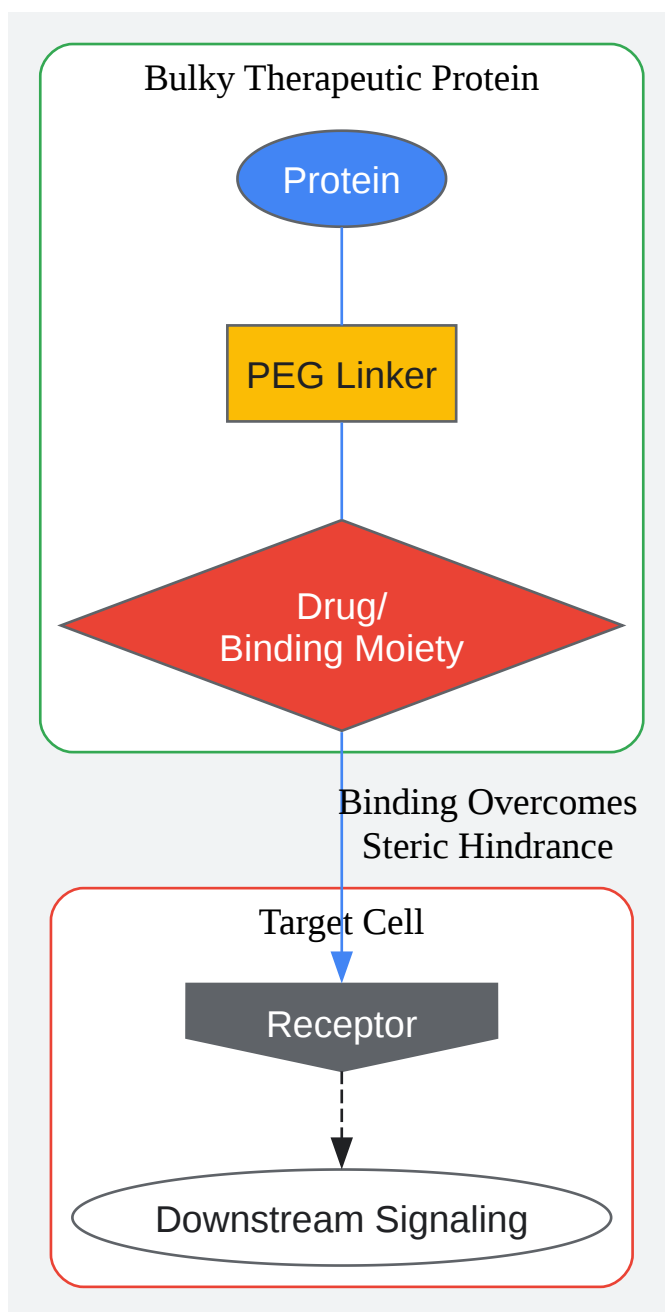 Bulky Therapeutic Protein
Protein
PEG Linker
Drug/
Binding Moiety
Binding Overcomes
Steric Hindrance
Target Cell
Receptor
Downstream Signaling